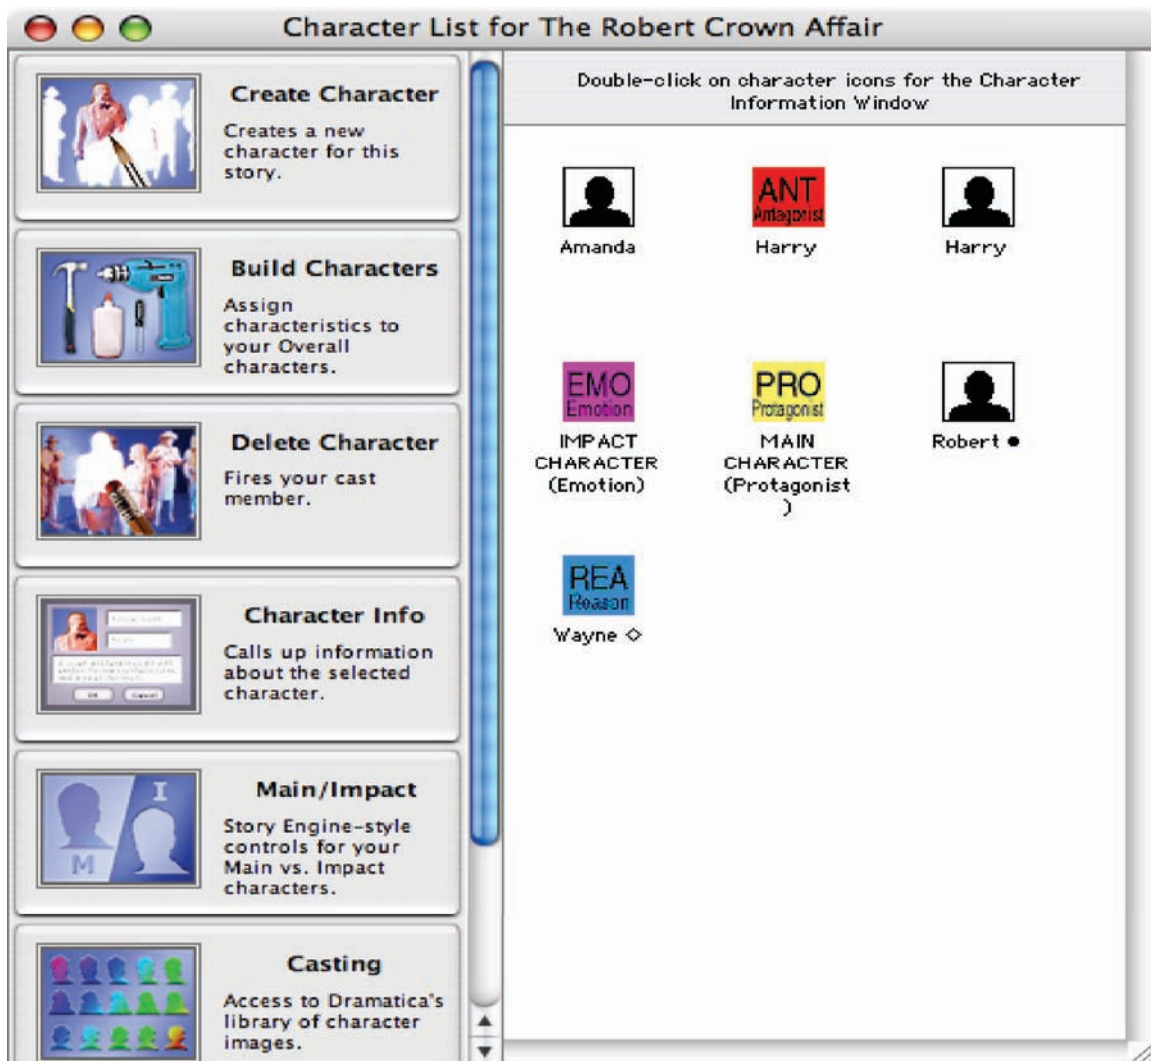 Character List for The Robert Crown Affair
Create Character
Creates a new
character for this
story.
Build Characters
Assign
characteristics to
your Overall
characters.
Delete Character
Fires your cast
member.
Character Info
Calls up information
about the selected
character.
OK
Cancel
Main/Impact
M
I
Story Engine-style
controls for your
Main vs. Impact
characters.
Casting
Access to Dramatica's
library of character
images.
Double-click on character icons for the Character
Information Window
Amanda
ANT
Antagonist
Harry
Harry
EMO
Emotion
IMPACT
CHARACTER
(Emotion)
PRO
Protagonist
MAIN
CHARACTER
(Protagonist
)
Robert ●
REA
Reason
Wayne ◇